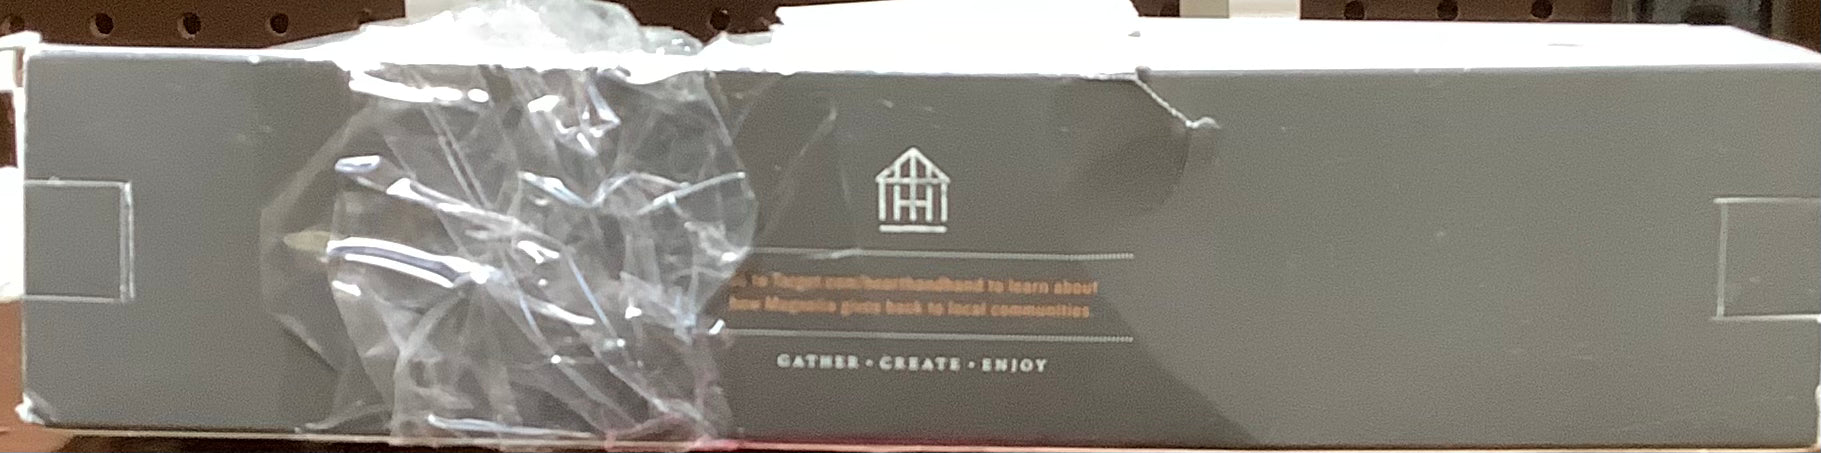 to Target.com/hearthandhand to learn about
how Magnolia gives back to local communities.
GATHER • CREATE • ENJOY